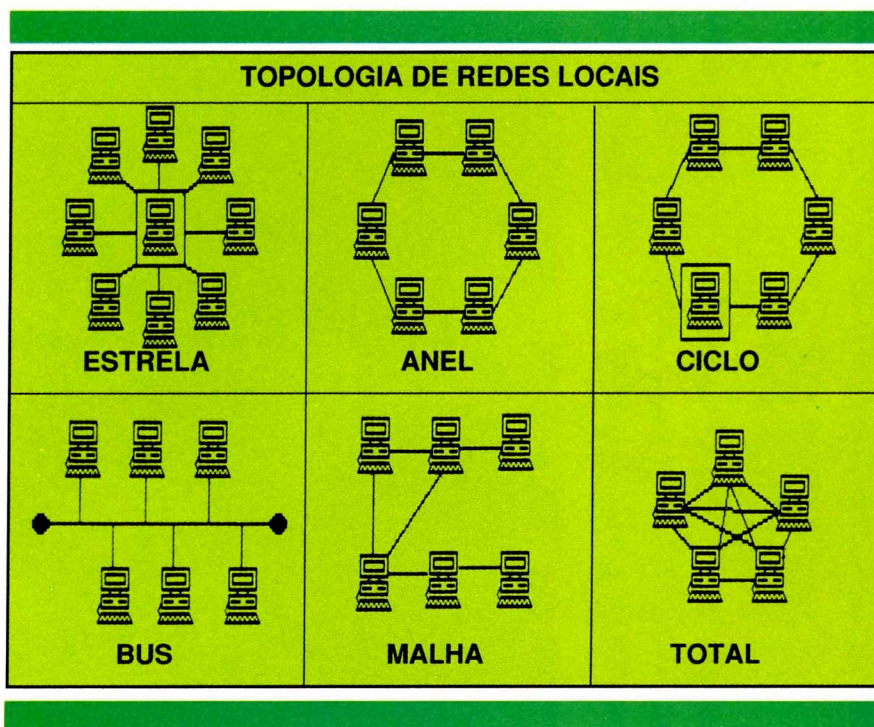 TOPOLOGIA DE REDES LOCAIS
ESTRELA
ANEL
CICLO
BUS
MALHA
TOTAL